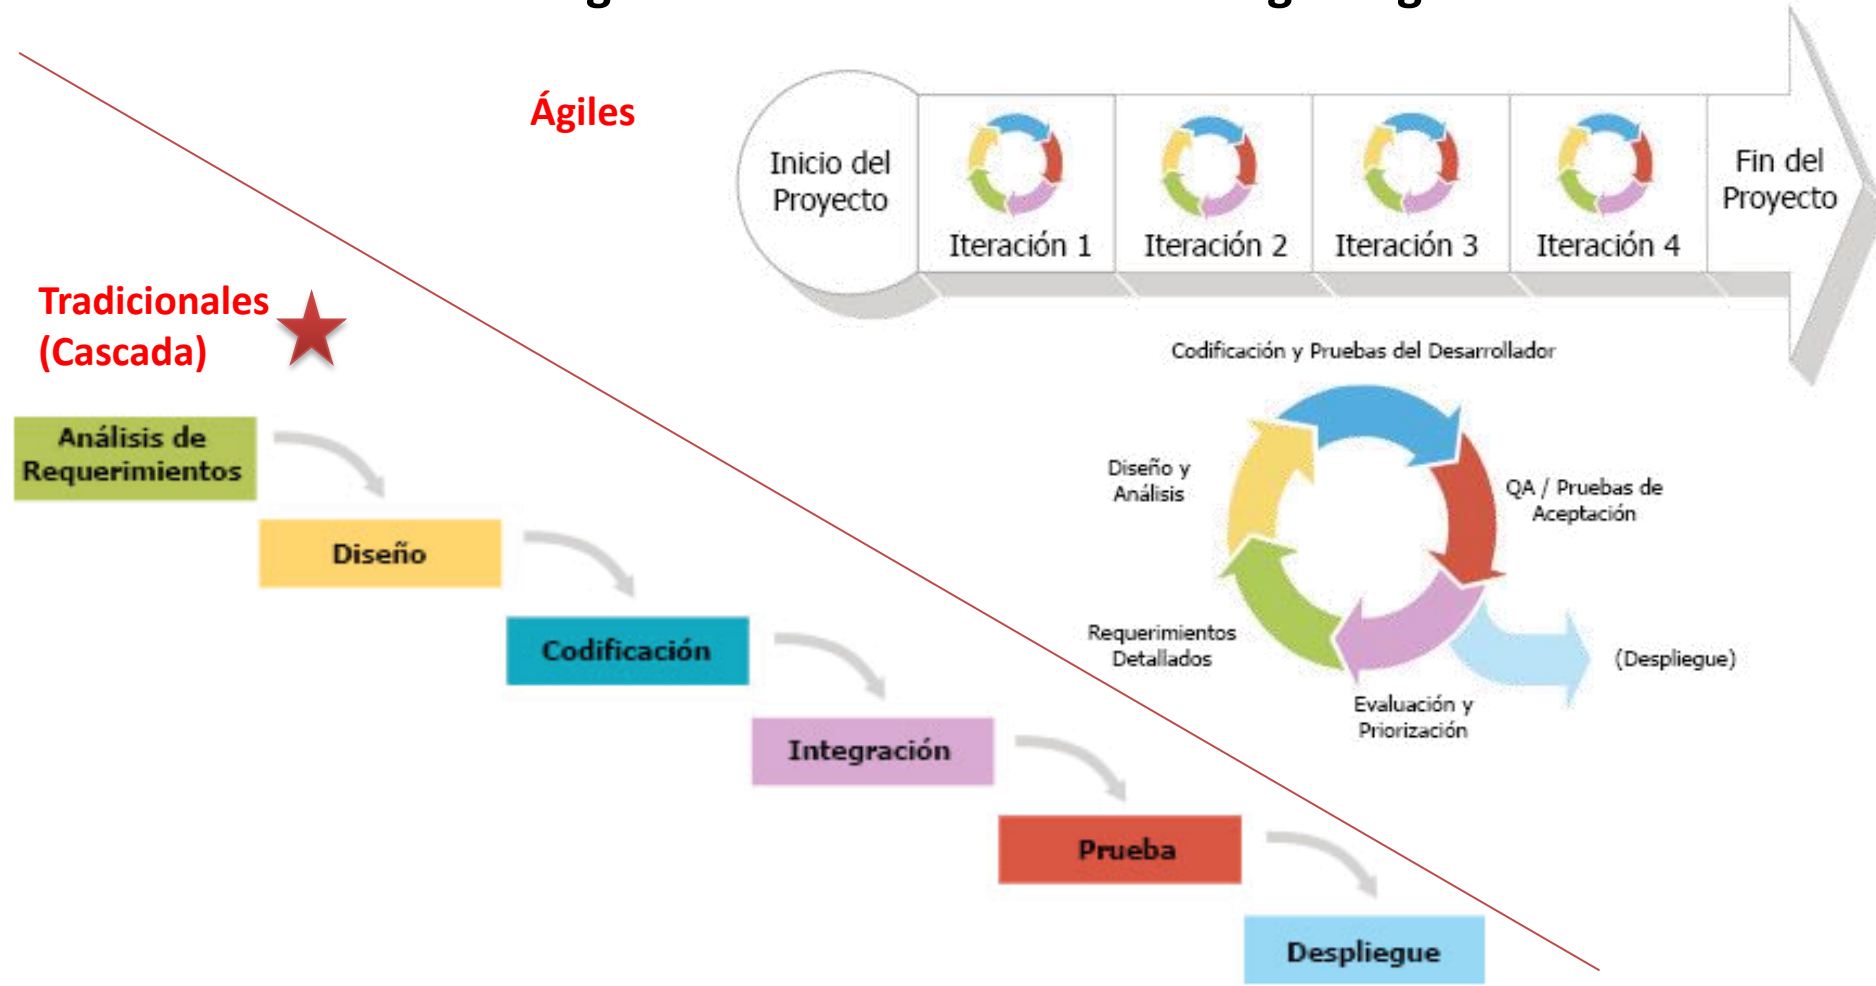 Ágiles
Inicio del
Proyecto
Iteración 1
Iteración 2
Iteración 3
Iteración 4
Fin del
Proyecto
Tradicionales
(Cascada)
Análisis de
Requerimientos
Diseño
Codificación
Integración
Prueba
Despliegue
Codificación y Pruebas del Desarrollador
Diseño y
Análisis
QA / Pruebas de
Aceptación
Requerimientos
Detallados
(Despliegue)
Evaluación y
Priorización